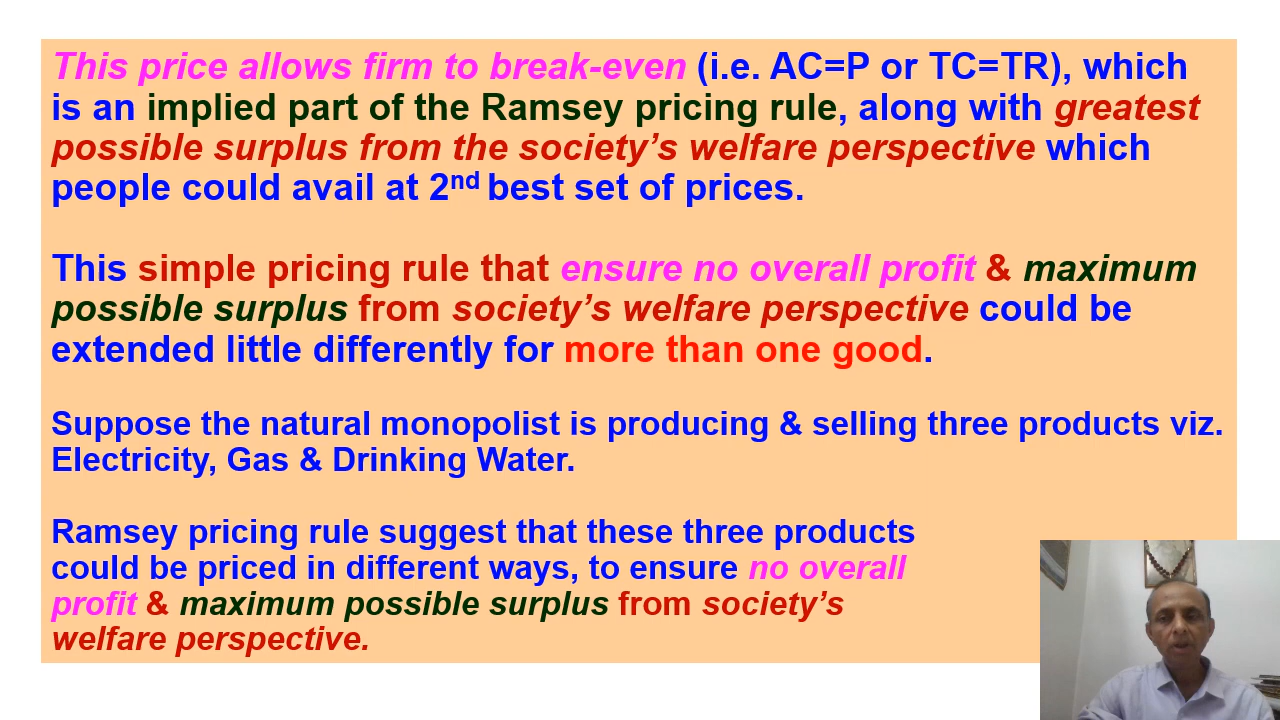 This price allows firm to break-even (i.e. AC=P or TC=TR), which
is an implied part of the Ramsey pricing rule, along with greatest
possible surplus from the society’s welfare perspective which
people could avail at 2nd best set of prices.
This simple pricing rule that ensure no overall profit & maximum
possible surplus from society’s welfare perspective could be
extended little differently for more than one good.
Suppose the natural monopolist is producing & selling three products viz.
Electricity, Gas & Drinking Water.
Ramsey pricing rule suggest that these three products
could be priced in different ways, to ensure no overall
profit & maximum possible surplus from society’s
welfare perspective.